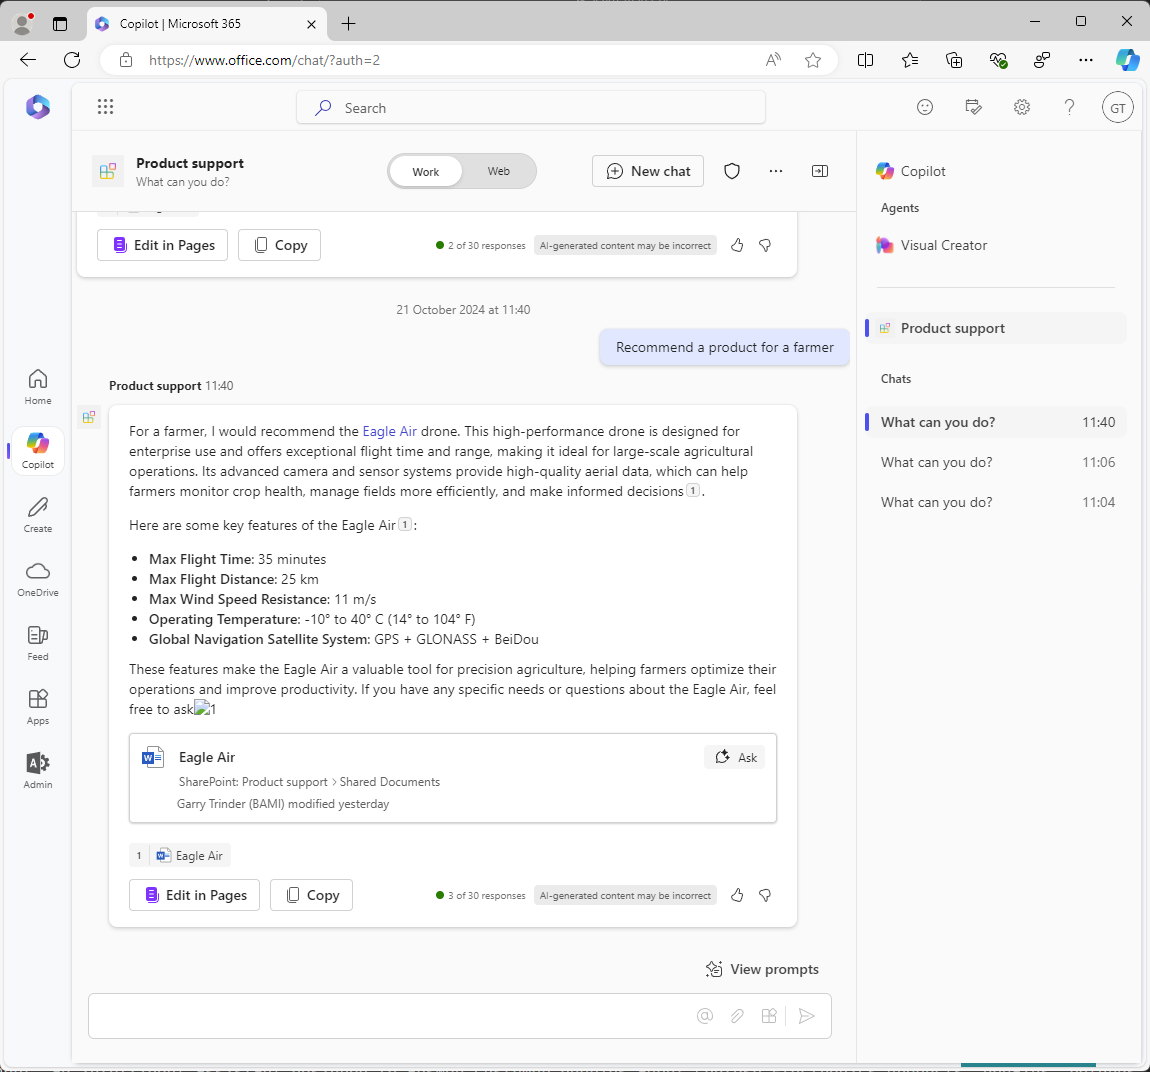 Copilot | Microsoft 365
https://www.office.com/chat/?auth=2
Search
GT
Product support
What can you do?
Work
Web
New chat
Edit in Pages
Copy
2 of 30 responses
AI-generated content may be incorrect
21 October 2024 at 11:40
Recommend a product for a farmer
Product support 11:40
For a farmer, I would recommend the Eagle Air drone. This high-performance drone is designed for
enterprise use and offers exceptional flight time and range, making it ideal for large-scale agricultural
operations. Its advanced camera and sensor systems provide high-quality aerial data, which can help
farmers monitor crop health, manage fields more efficiently, and make informed decisions 1 .
Here are some key features of the Eagle Air 1 :
• Max Flight Time: 35 minutes
• Max Flight Distance: 25 km
• Max Wind Speed Resistance: 11 m/s
• Operating Temperature: -10° to 40° C (14° to 104° F)
• Global Navigation Satellite System: GPS + GLONASS + BeiDou
These features make the Eagle Air a valuable tool for precision agriculture, helping farmers optimize their
operations and improve productivity. If you have any specific needs or questions about the Eagle Air, feel
free to ask 1
Eagle Air
Ask
SharePoint: Product support > Shared Documents
Garry Trinder (BAMI) modified yesterday
1 Eagle Air
Edit in Pages
Copy
3 of 30 responses
AI-generated content may be incorrect
View prompts
Home
Copilot
Create
OneDrive
Feed
Apps
Admin
Copilot
Agents
Visual Creator
Product support
Chats
What can you do? 11:40
What can you do? 11:06
What can you do? 11:04